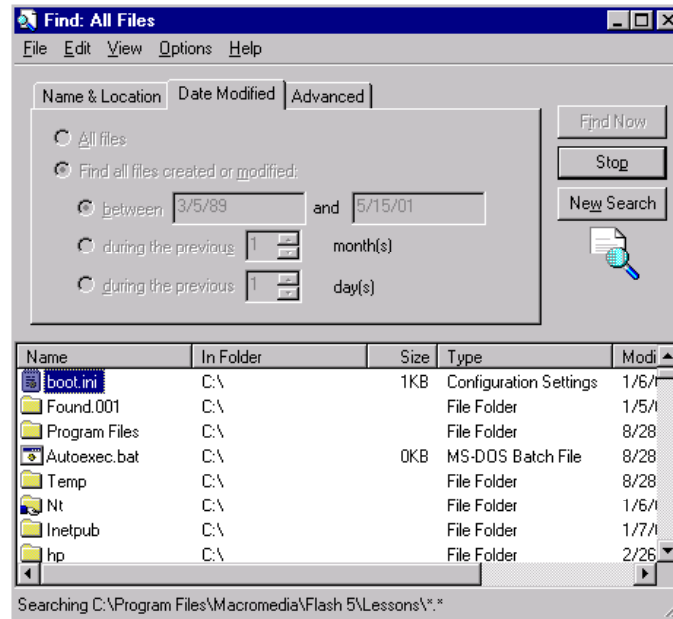 Find: All Files
File Edit View Options Help
Name & Location Date Modified Advanced
All files
Find all files created or modified:
between 3/5/89 and 5/15/01
during the previous 1 month(s)
during the previous 1 day(s)
Find Now
Stop
New Search
Name In Folder Size Type Modi
boot.ini C:\ 1KB Configuration Settings 1/6/
Found.001 C:\ File Folder 1/5/
Program Files C:\ File Folder 8/28
Autoexec.bat C:\ 0KB MS-DOS Batch File 8/28
Temp C:\ File Folder 8/28
Nt C:\ File Folder 1/6/
Inetpub C:\ File Folder 1/7/
hp C:\ File Folder 2/26
Searching C:\Program Files\Macromedia\Flash 5\Lessons\*.*